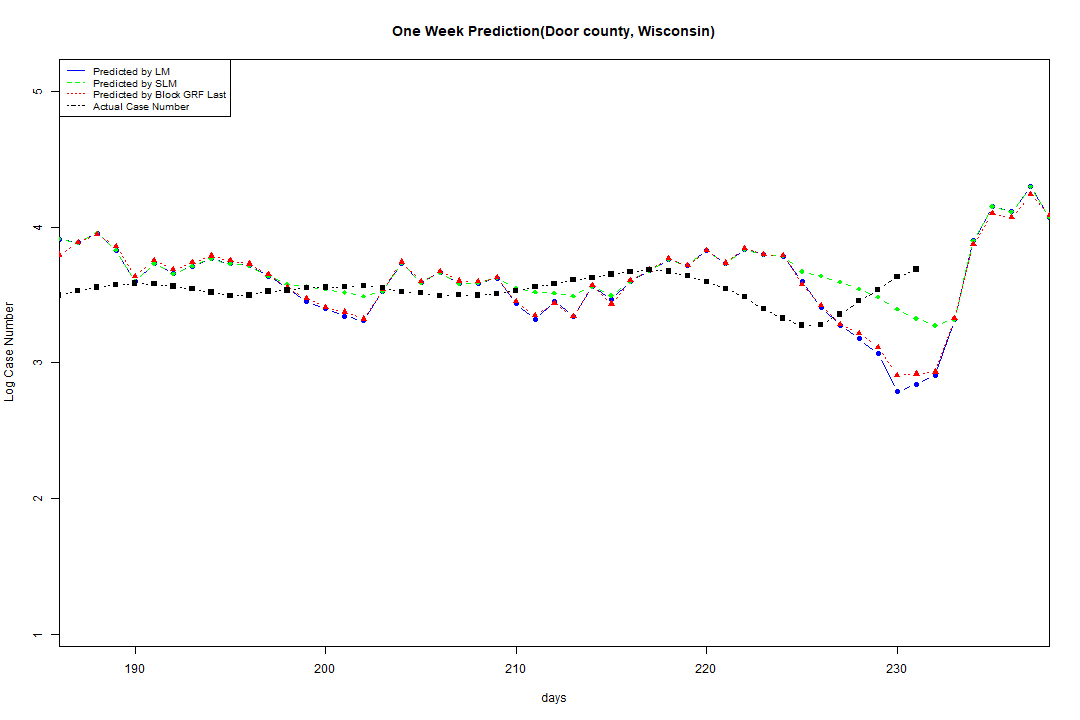 One Week Prediction(Door county, Wisconsin)
Predicted by LM
Predicted by SLM
Predicted by Block GRF Last
Actual Case Number
5
4
3
2
1
Log Case Number
190 200 210 220 230
days